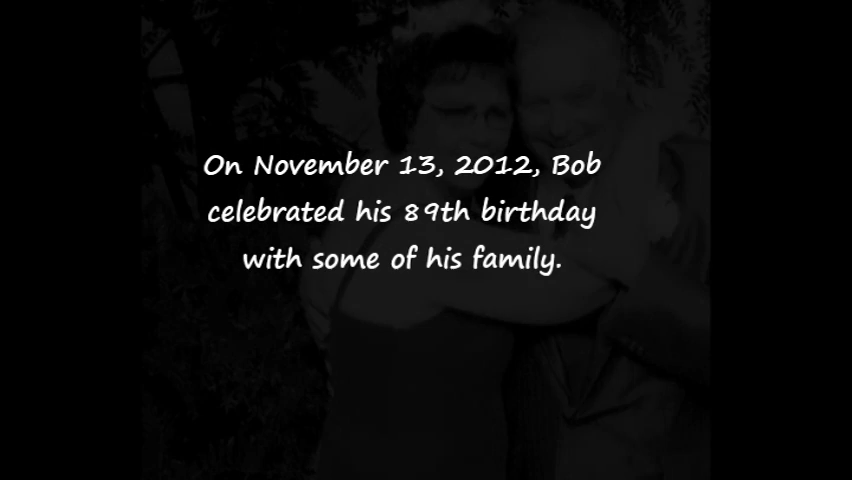 On November 13, 2012, Bob
celebrated his 89th birthday
with some of his family.